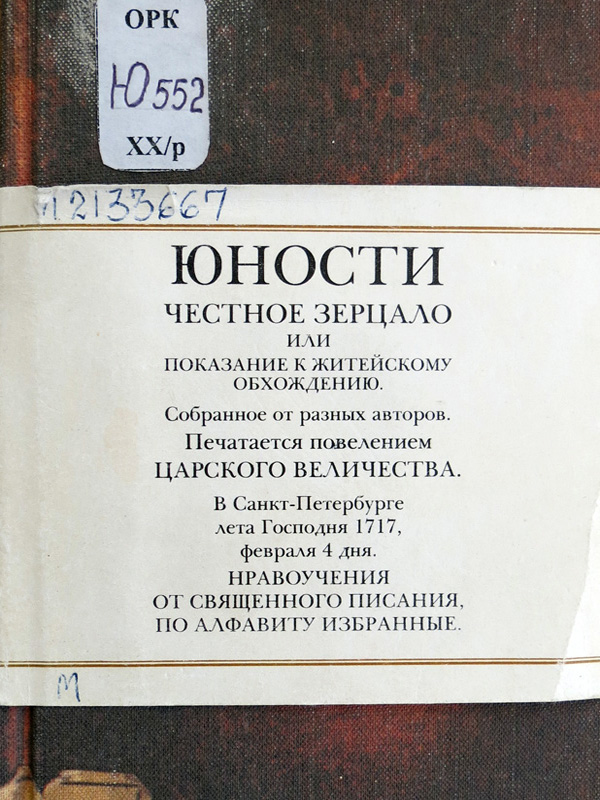 ОРК
Ю552
XX/р
2133667
ЮНОСТИ
ЧЕСТНОЕ ЗЕРЦАЛО
ИЛИ
ПОКАЗАНИЕ К ЖИТЕЙСКОМУ
ОБХОЖДЕНИЮ.
Собранное от разных авторов.
Печатается повелением
ЦАРСКОГО ВЕЛИЧЕСТВА.
В Санкт-Петербурге
лета Господня 1717,
февраля 4 дня.
НРАВОУЧЕНИЯ
ОТ СВЯЩЕННОГО ПИСАНИЯ,
ПО АЛФАВИТУ ИЗБРАННЫЕ.
М